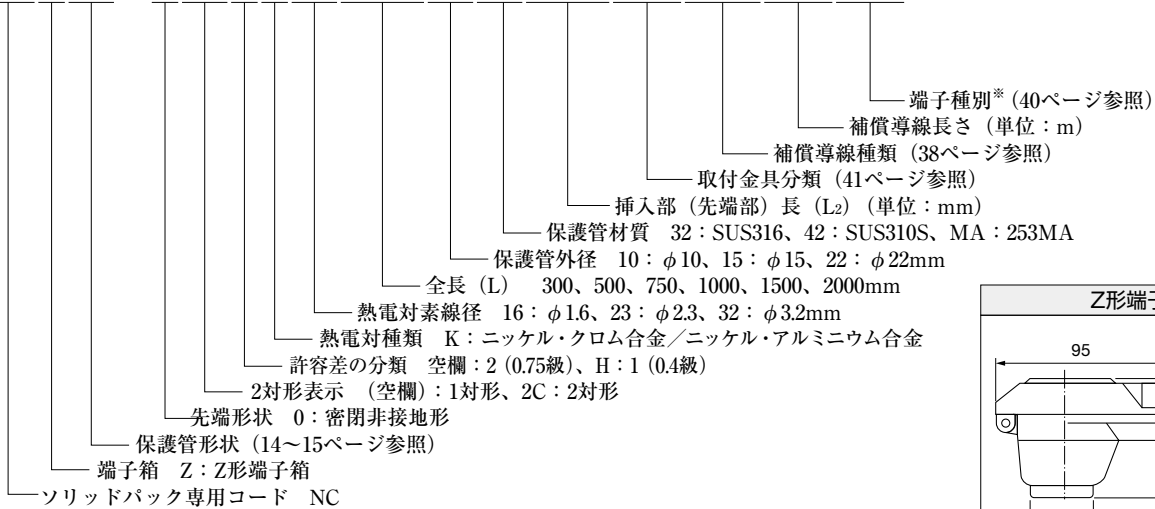 端子種別※(40ページ参照)
補償導線長さ(単位:m)
補償導線種類(38ページ参照)
取付金具分類(41ページ参照)
挿入部(先端部)長(L2)(単位:mm)
保護管材質 32:SUS316、42:SUS310S、MA:253MA
保護管外径 10:φ10、15:φ15、22:φ22mm
全長(L) 300、500、750、1000、1500、2000mm
熱電対素線径 16:φ1.6、23:φ2.3、32:φ3.2mm
熱電対種類 K:ニッケル・クロム合金/ニッケル・アルミニウム合金
許容差の分類 空欄:2(0.75級)、H:1(0.4級)
2対形表示 (空欄):1対形、2C:2対形
先端形状 0:密閉非接地形
保護管形状(14~15ページ参照)
端子箱 Z:Z形端子箱
ソリッドパック専用コード NC
Z形端子
95